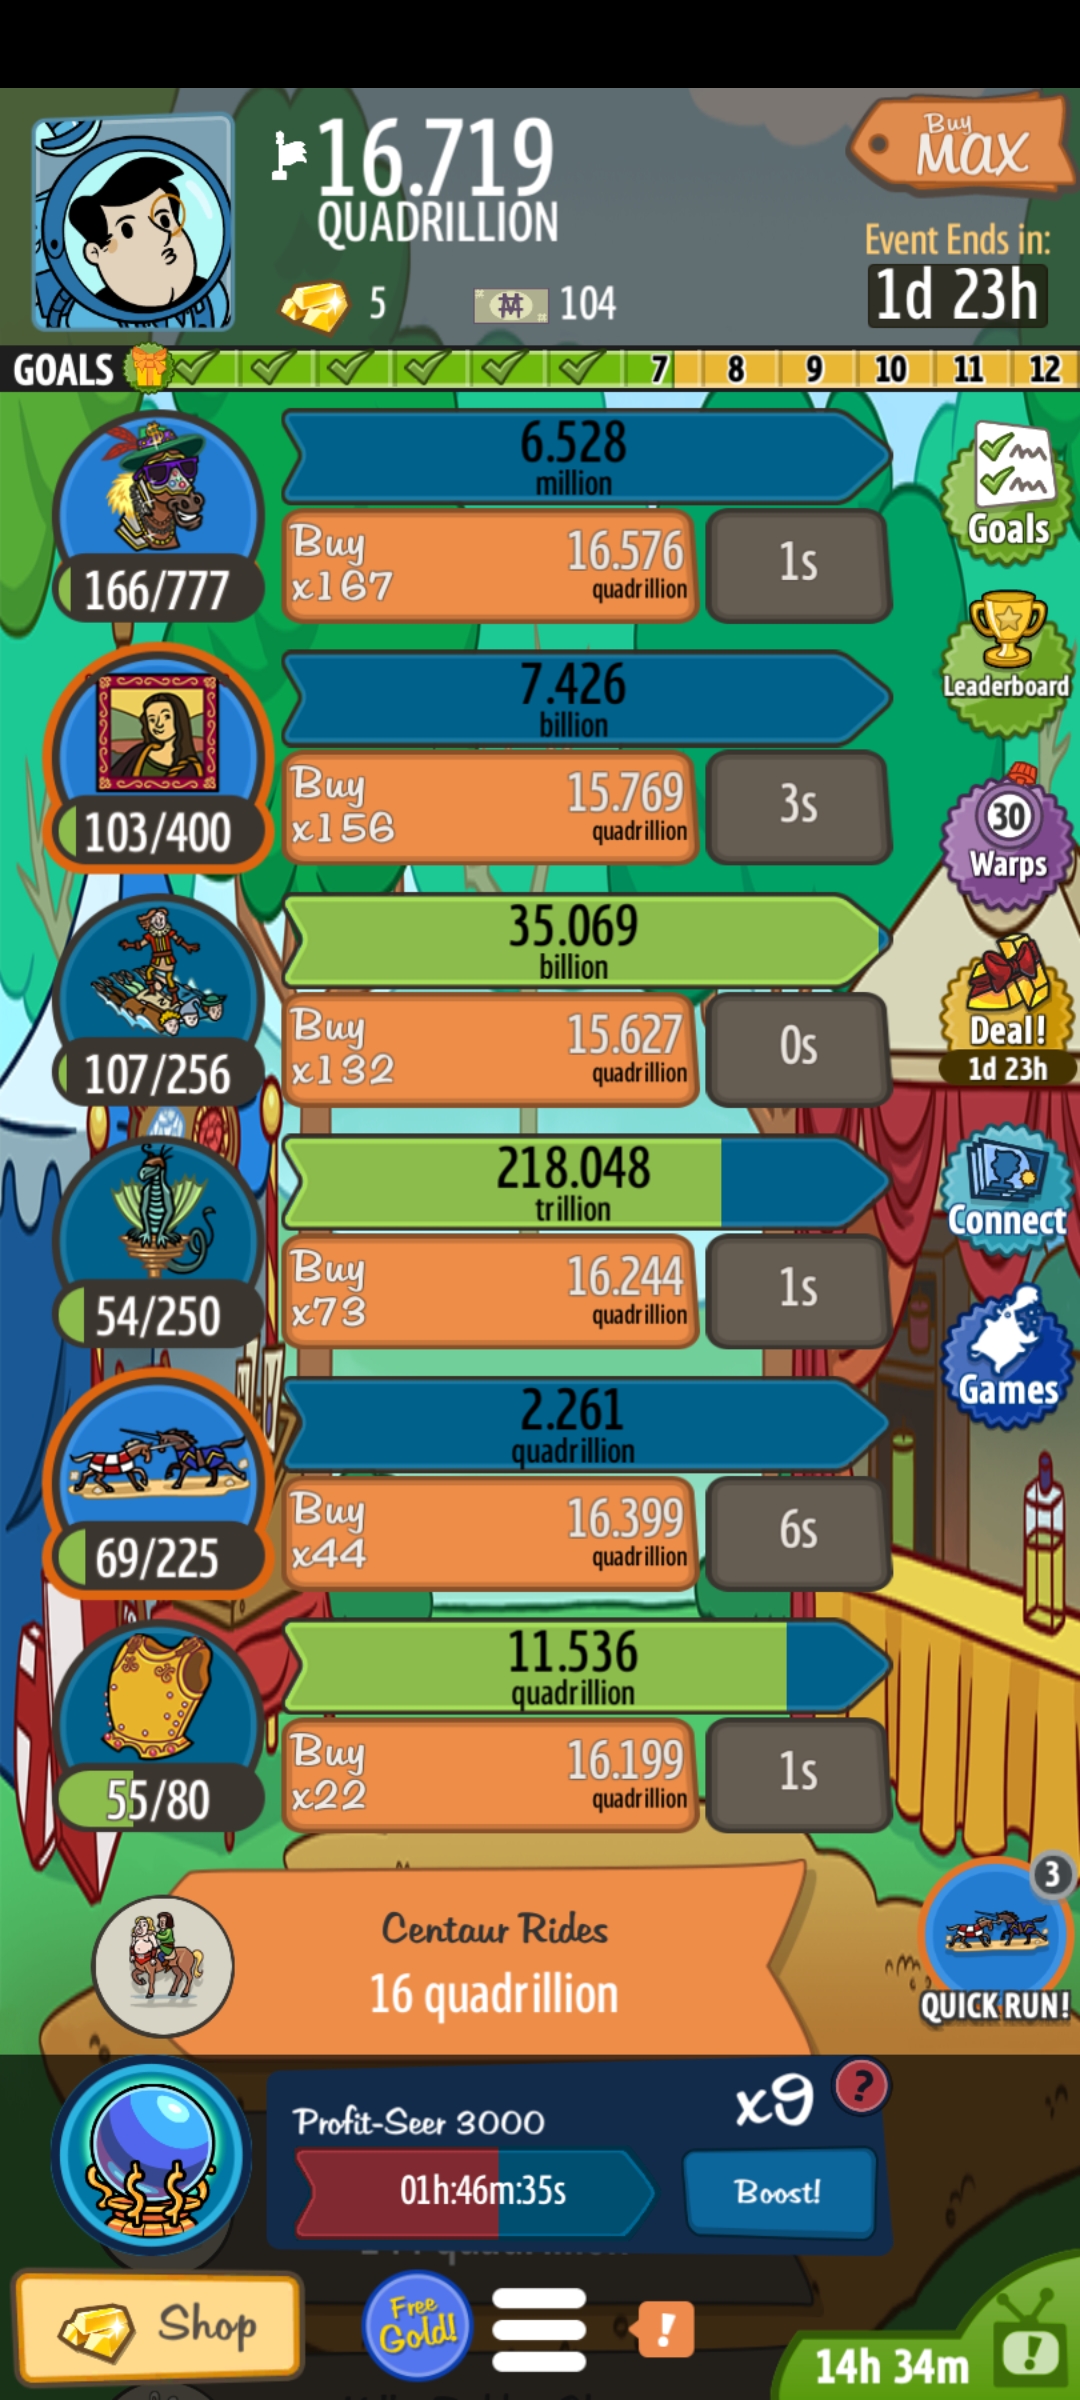 16.719
QUADRILLION
Buy
MAX
5
104
Event Ends in:
1d 23h
GOALS
7 8 9 10 11 12
6.528
million
Buy
x167
16.576
quadrillion
1s
166/777
Goals
7.426
billion
Buy
x156
15.769
quadrillion
3s
103/400
Leaderboard
30
Warps
35.069
billion
Buy
x132
15.627
quadrillion
0s
107/256
Deal!
1d 23h
218.048
trillion
Buy
x73
16.244
quadrillion
1s
54/250
Connect
2.261
quadrillion
Buy
x44
16.399
quadrillion
6s
69/225
Games
11.536
quadrillion
Buy
x22
16.199
quadrillion
1s
55/80
Centaur Rides
16 quadrillion
3
QUICK RUN!
Profit-Seer 3000
x9
?
01h:46m:35s
Boost!
Shop
Free
Gold!
!
14h 34m
!